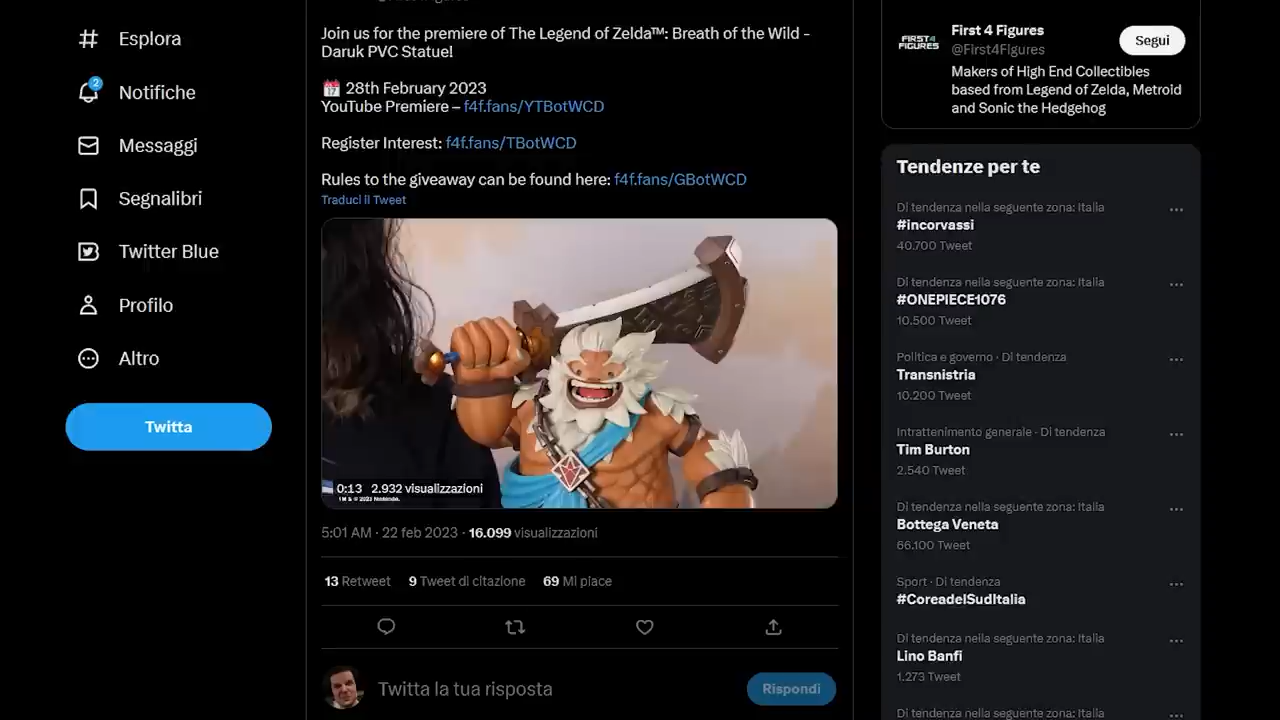 Esplora
2
Notifiche
Messaggi
Segnalibri
Twitter Blue
Profilo
Altro
Twitta
Join us for the premiere of The Legend of Zelda™: Breath of the Wild -
Daruk PVC Statue!
28th February 2023
YouTube Premiere – f4f.fans/YTBotWCD
Register Interest: f4f.fans/TBotWCD
Rules to the giveaway can be found here: f4f.fans/GBotWCD
Traduci il Tweet
0:13 2.932 visualizzazioni
TM & © 2023 Nintendo.
5:01 AM · 22 feb 2023 · 16.099 visualizzazioni
13 Retweet 9 Tweet di citazione 69 Mi piace
Twitta la tua risposta
Rispondi
FIRST4
FIGURES
First 4 Figures
@First4Figures
Segui
Makers of High End Collectibles
based from Legend of Zelda, Metroid
and Sonic the Hedgehog
Tendenze per te
Di tendenza nella seguente zona: Italia
#incorvassi
40.700 Tweet
Di tendenza nella seguente zona: Italia
#ONEPIECE1076
10.500 Tweet
Politica e governo · Di tendenza
Transnistria
10.200 Tweet
Intrattenimento generale · Di tendenza
Tim Burton
2.540 Tweet
Di tendenza nella seguente zona: Italia
Bottega Veneta
66.100 Tweet
Sport · Di tendenza
#CoreadelSudItalia
Di tendenza nella seguente zona: Italia
Lino Banfi
1.273 Tweet
Di tendenza nella seguente zona: Italia